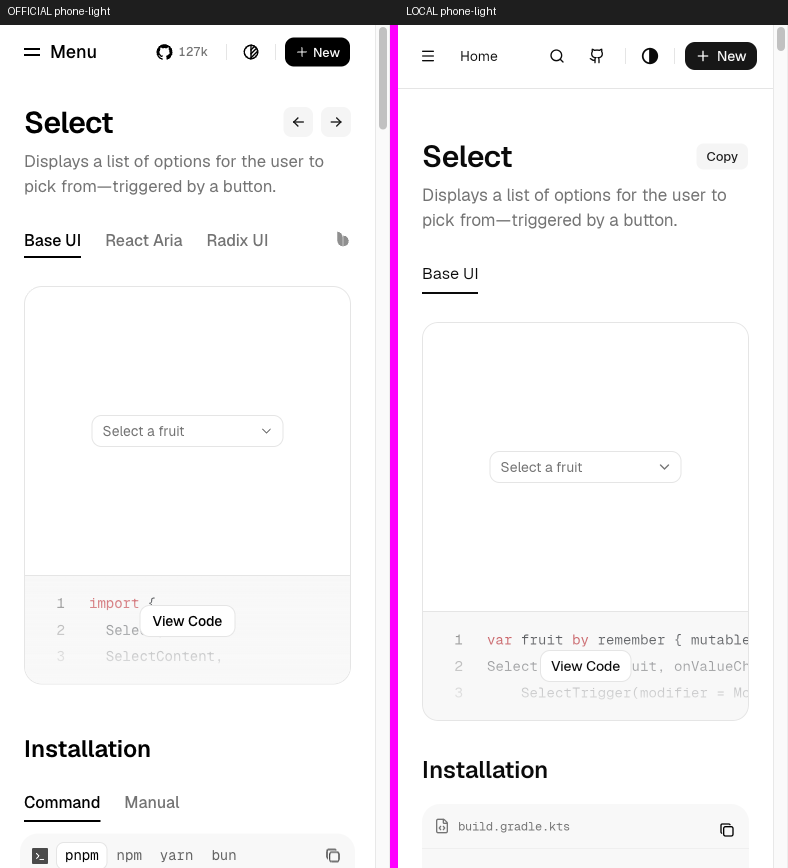 OFFICIAL phone-light
Menu
127k
New
Select
Displays a list of options for the user to
pick from—triggered by a button.
Base UI
React Aria
Radix UI
Select a fruit
1 import {
2 Sele
3 SelectContent,
View Code
Installation
Command
Manual
pnpm
npm
yarn
bun
LOCAL phone-light
Home
New
Select
Copy
Displays a list of options for the user to
pick from—triggered by a button.
Base UI
Select a fruit
1 var fruit by remember { mutable
2 Select uit, onValueCh
3 SelectTrigger(modifier = Mo
View Code
Installation
build.gradle.kts